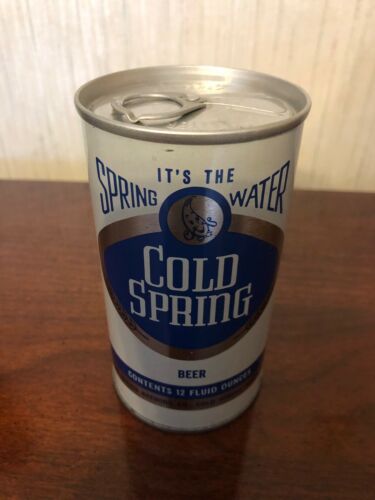 IT'S THE
SPRING WATER
COLD
SPRING
BEER
CONTENTS 12 FLUID OUNCES